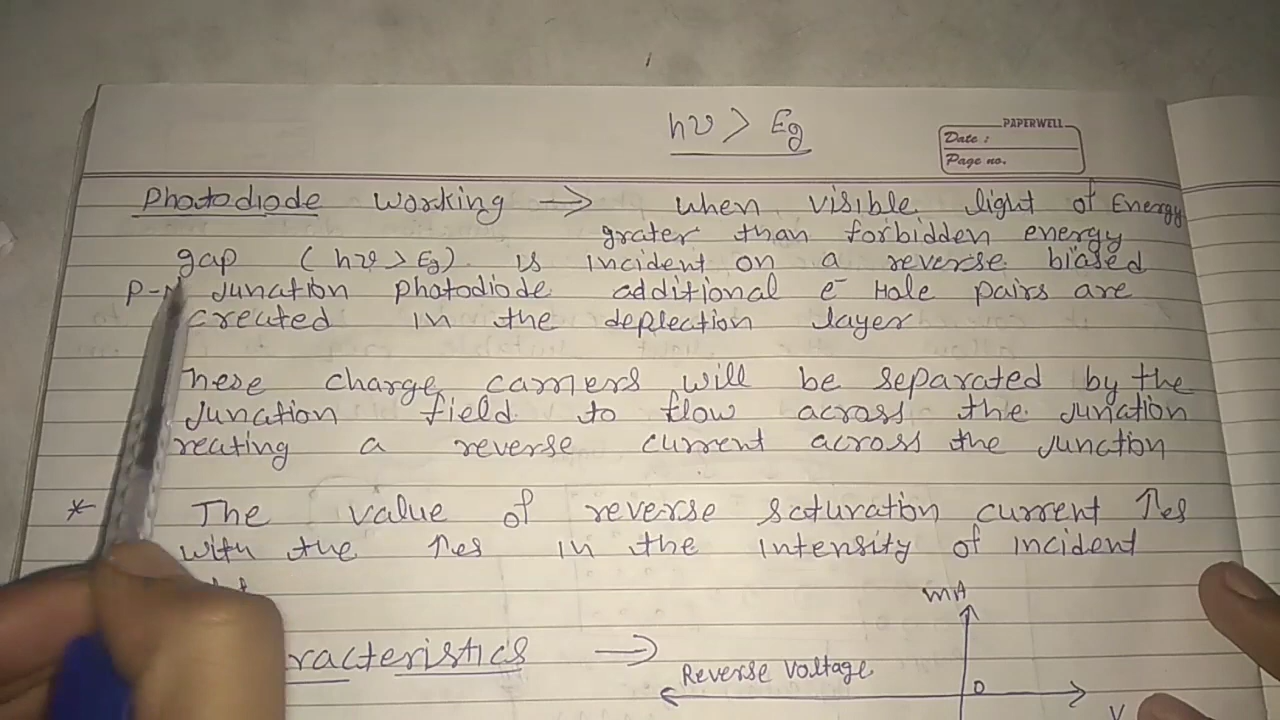 hν > Eg
PAPERWELL
Date :
Page no.
Photodiode working → when visible light of Energy
grater than forbidden energy
gap (hν > Eg) is incident on a reverse biased
P-N Junction photodiode additional e⁻ Hole pairs are
created in the deplection layer
hese charge carriers will be separated by the
Junction field to flow across the Junction
reating a reverse current across the Junction
* The value of reverse saturation current ↑es
with the ↑es in the intensity of incident
racteristics →
mA
Reverse voltage
0
V